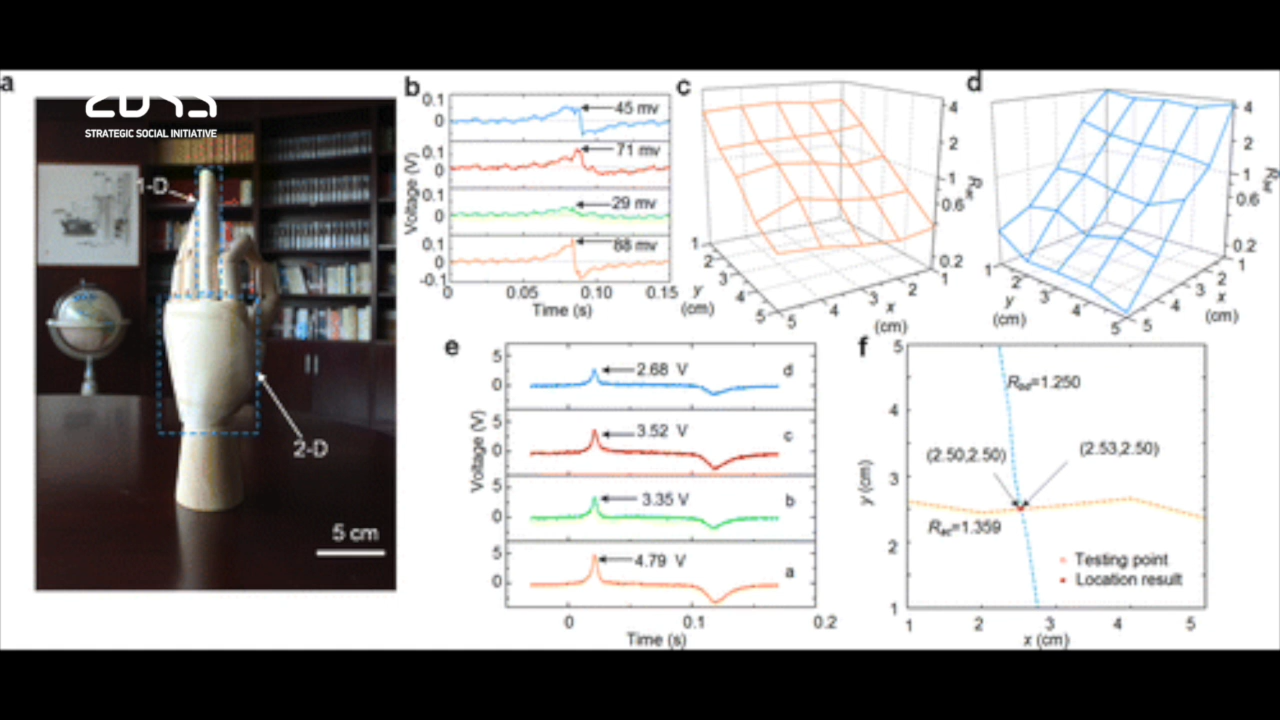 a
2045
STRATEGIC SOCIAL INITIATIVE
1-D
2-D
5 cm
b
Voltage (V)
0.1
0
0.1
0
0.1
0
0.1
0
-0.1
45 mv
71 mv
29 mv
88 mv
0 0.05 0.10 0.15
Time (s)
c
4
2
1
0.6
0.2
Rac
1 2 3 4 5
y
(cm)
5 4 3 2 1
x
(cm)
d
4
2
1
0.6
0.2
Rbd
1 2 3 4 5
y
(cm)
5 4 3 2 1
x
(cm)
e
Voltage (V)
5
0
5
0
5
0
5
0
2.68 V d
3.52 V c
3.35 V b
4.79 V a
0 0.1 0.2
Time (s)
f
y (cm)
5
4
3
2
1
Rbd=1.250
(2.50,2.50)
(2.53,2.50)
Rac=1.359
Testing point
Location result
1 2 3 4 5
x (cm)